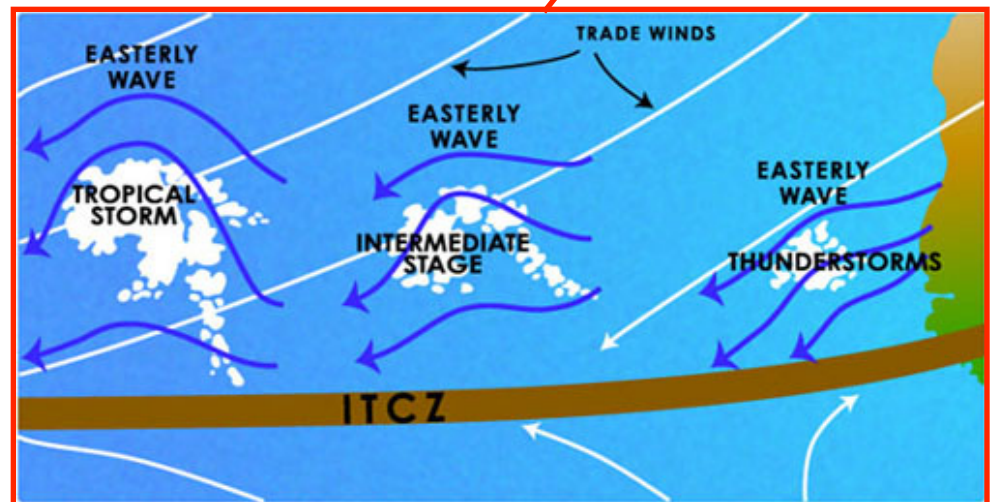 TRADE WINDS
EASTERLY
WAVE
EASTERLY
WAVE
EASTERLY
WAVE
TROPICAL
STORM
INTERMEDIATE
STAGE
THUNDERSTORMS
ITCZ